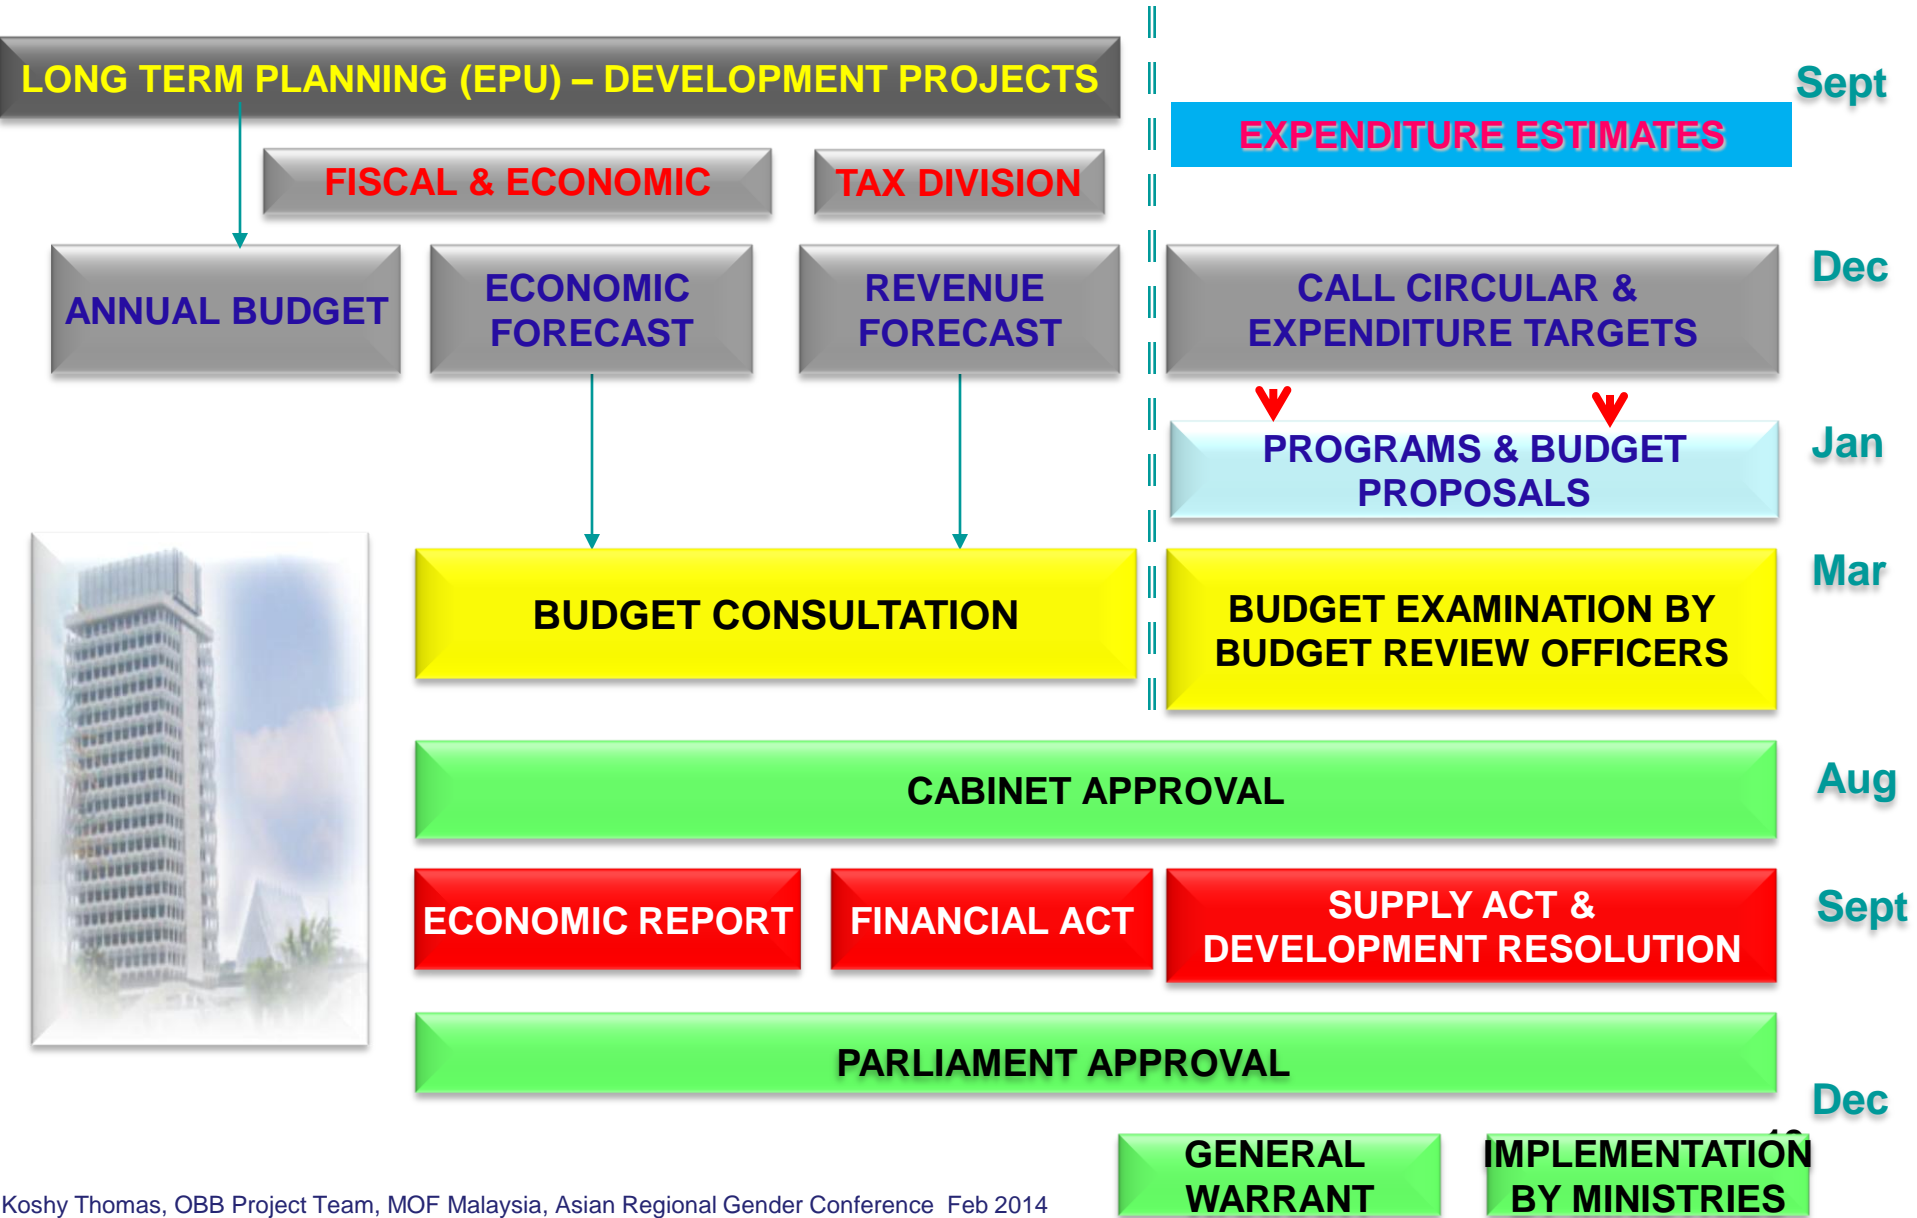 LONG TERM PLANNING (EPU) – DEVELOPMENT PROJECTS
Sept
EXPENDITURE ESTIMATES
FISCAL & ECONOMIC
TAX DIVISION
ANNUAL BUDGET
ECONOMIC
FORECAST
REVENUE
FORECAST
CALL CIRCULAR &
EXPENDITURE TARGETS
Dec
PROGRAMS & BUDGET
PROPOSALS
Jan
BUDGET CONSULTATION
BUDGET EXAMINATION BY
BUDGET REVIEW OFFICERS
Mar
CABINET APPROVAL
Aug
ECONOMIC REPORT
FINANCIAL ACT
SUPPLY ACT &
DEVELOPMENT RESOLUTION
Sept
PARLIAMENT APPROVAL
Dec
GENERAL
WARRANT
IMPLEMENTATION
BY MINISTRIES
Koshy Thomas, OBB Project Team, MOF Malaysia, Asian Regional Gender Conference Feb 2014